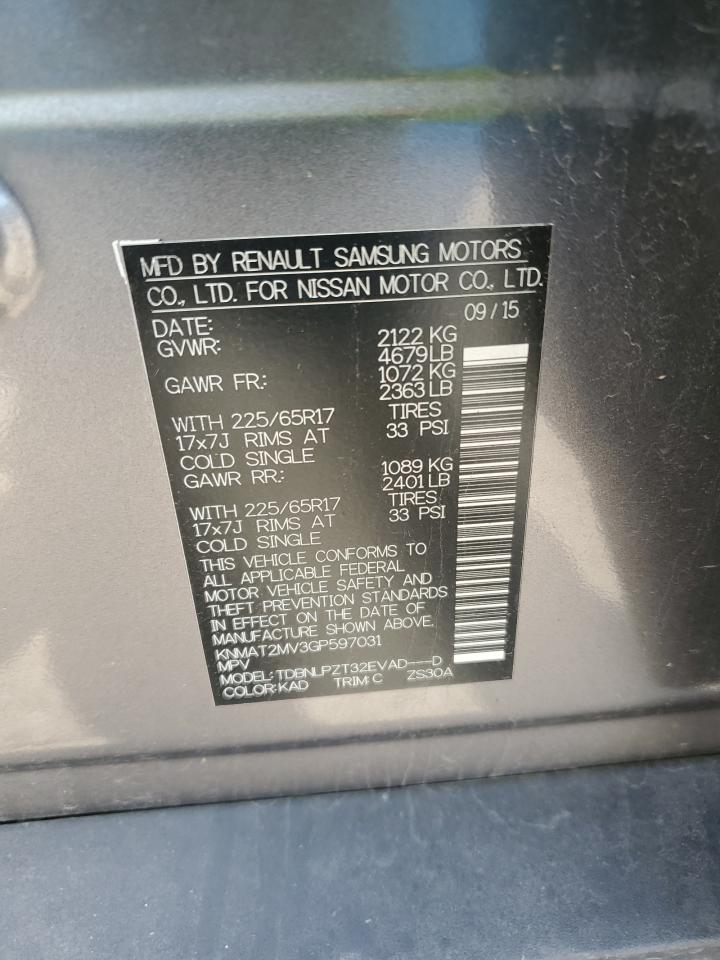 MFD BY RENAULT SAMSUNG MOTORS
CO., LTD. FOR NISSAN MOTOR CO., LTD.
DATE: 09/15
GVWR: 2122 KG
4679 LB
GAWR FR.: 1072 KG
2363 LB
WITH 225/65R17 TIRES
17x7J RIMS AT 33 PSI
COLD SINGLE
GAWR RR.: 1089 KG
2401 LB
WITH 225/65R17 TIRES
17x7J RIMS AT 33 PSI
COLD SINGLE
THIS VEHICLE CONFORMS TO
ALL APPLICABLE FEDERAL
MOTOR VEHICLE SAFETY AND
THEFT PREVENTION STANDARDS
IN EFFECT ON THE DATE OF
MANUFACTURE SHOWN ABOVE.
KNMAT2MV3GP597031
MPV
MODEL: TDBNLPZT32EVAD---D
COLOR: KAD TRIM: C ZS30A